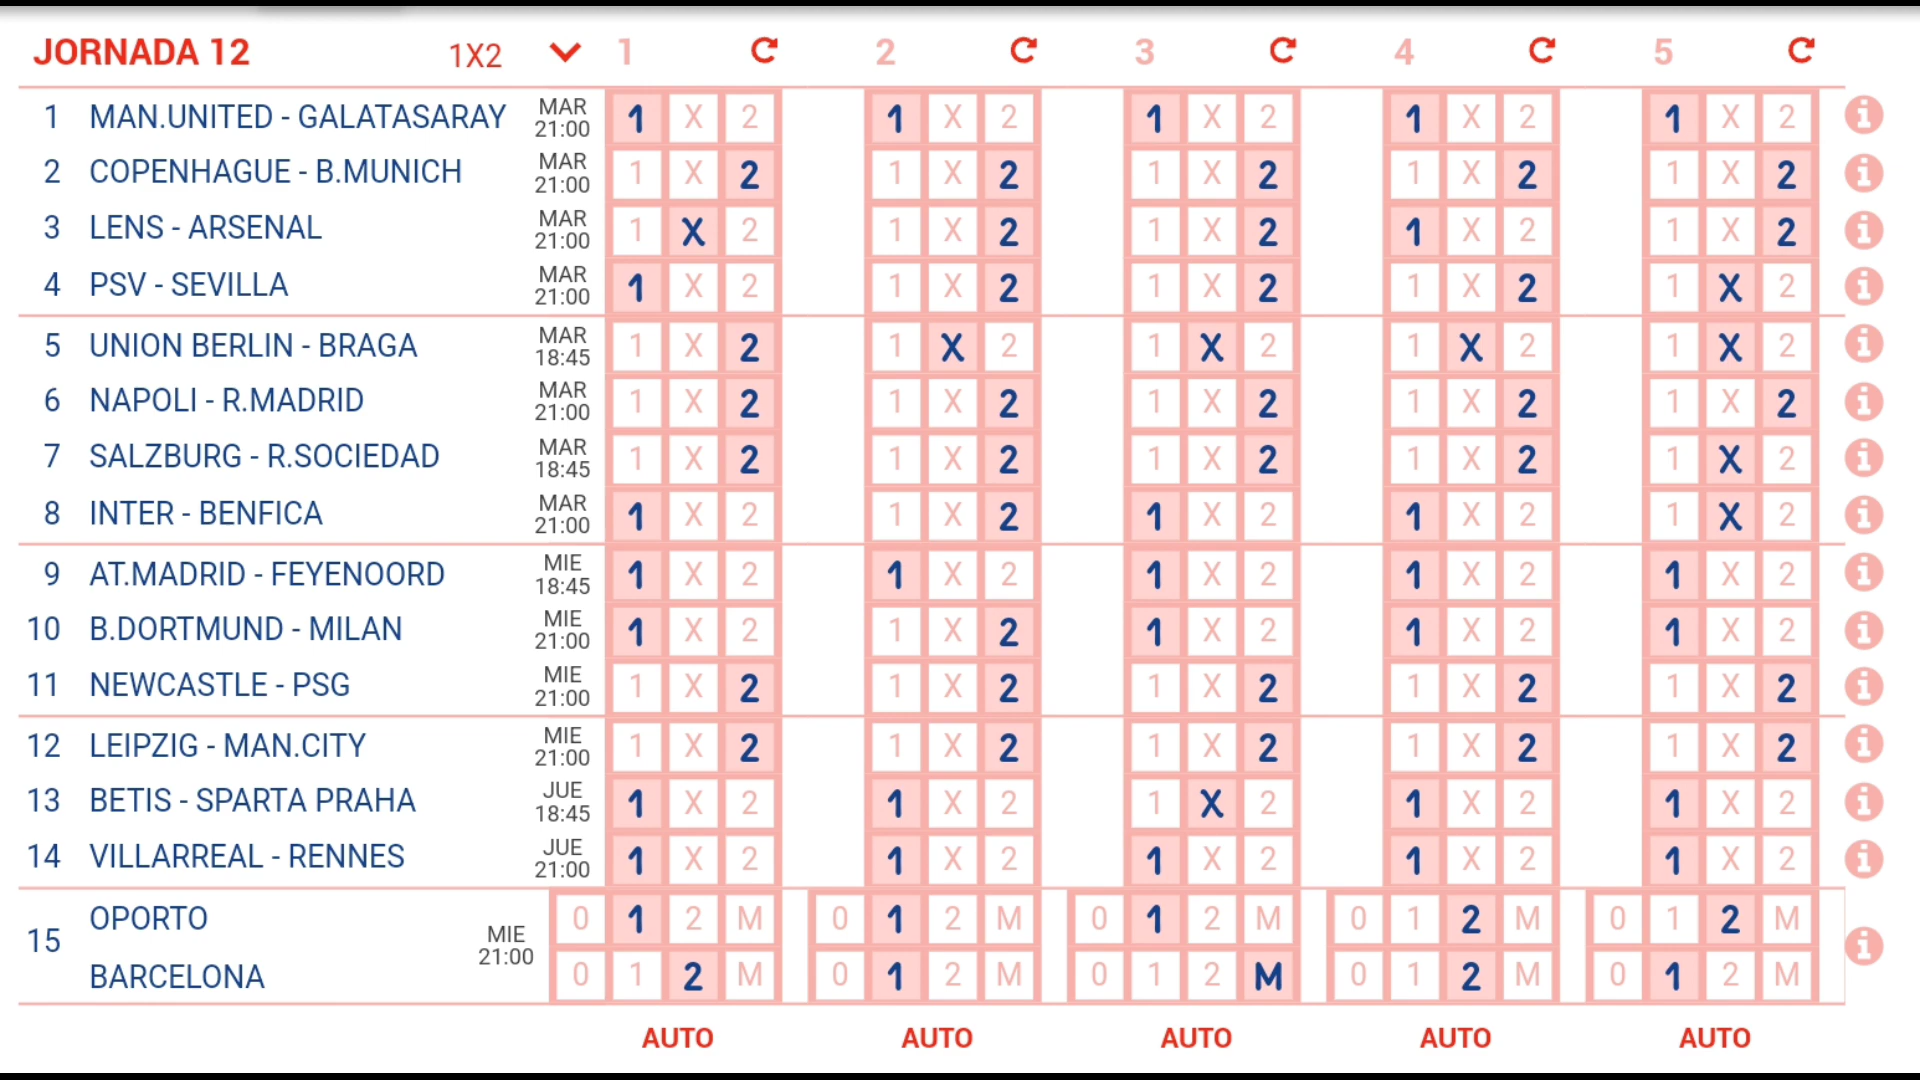 JORNADA 12 1X2 1 2 3 4 5
1 MAN.UNITED - GALATASARAY MAR 21:00 1 X 2 1 X 2 1 X 2 1 X 2 1 X 2
2 COPENHAGUE - B.MUNICH MAR 21:00 1 X 2 1 X 2 1 X 2 1 X 2 1 X 2
3 LENS - ARSENAL MAR 21:00 1 X 2 1 X 2 1 X 2 1 X 2 1 X 2
4 PSV - SEVILLA MAR 21:00 1 X 2 1 X 2 1 X 2 1 X 2 1 X 2
5 UNION BERLIN - BRAGA MAR 18:45 1 X 2 1 X 2 1 X 2 1 X 2 1 X 2
6 NAPOLI - R.MADRID MAR 21:00 1 X 2 1 X 2 1 X 2 1 X 2 1 X 2
7 SALZBURG - R.SOCIEDAD MAR 18:45 1 X 2 1 X 2 1 X 2 1 X 2 1 X 2
8 INTER - BENFICA MAR 21:00 1 X 2 1 X 2 1 X 2 1 X 2 1 X 2
9 AT.MADRID - FEYENOORD MIE 18:45 1 X 2 1 X 2 1 X 2 1 X 2 1 X 2
10 B.DORTMUND - MILAN MIE 21:00 1 X 2 1 X 2 1 X 2 1 X 2 1 X 2
11 NEWCASTLE - PSG MIE 21:00 1 X 2 1 X 2 1 X 2 1 X 2 1 X 2
12 LEIPZIG - MAN.CITY MIE 21:00 1 X 2 1 X 2 1 X 2 1 X 2 1 X 2
13 BETIS - SPARTA PRAHA JUE 18:45 1 X 2 1 X 2 1 X 2 1 X 2 1 X 2
14 VILLARREAL - RENNES JUE 21:00 1 X 2 1 X 2 1 X 2 1 X 2 1 X 2
OPORTO 0 1 2 M 0 1 2 M 0 1 2 M 0 1 2 M 0 1 2 M
15 MIE 21:00
BARCELONA 0 1 2 M 0 1 2 M 0 1 2 M 0 1 2 M 0 1 2 M
AUTO AUTO AUTO AUTO AUTO